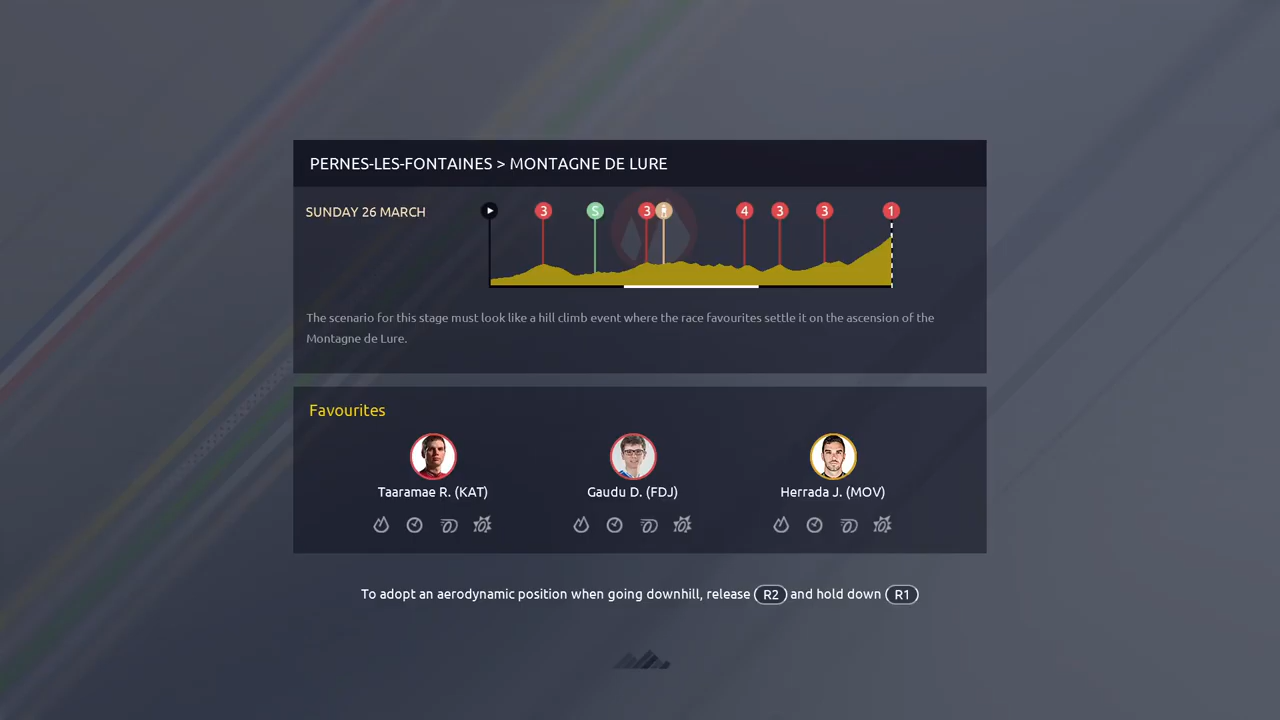 PERNES-LES-FONTAINES > MONTAGNE DE LURE
SUNDAY 26 MARCH
3 S 3 4 3 3 1
The scenario for this stage must look like a hill climb event where the race favourites settle it on the ascension of the
Montagne de Lure.
Favourites
Taaramae R. (KAT) Gaudu D. (FDJ) Herrada J. (MOV)
To adopt an aerodynamic position when going downhill, release R2 and hold down R1